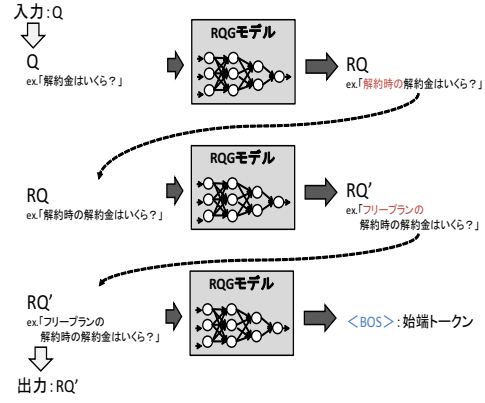 入力:Q
Q
ex.「解約金はいくら?」
RQGモデル
RQ
ex.「解約時の解約金はいくら?」
RQ
ex.「解約時の解約金はいくら?」
RQGモデル
RQ’
ex.「フリープランの
解約時の解約金はいくら?」
RQ’
ex.「フリープランの
解約時の解約金はいくら?」
RQGモデル
<BOS>:始端トークン
出力:RQ’